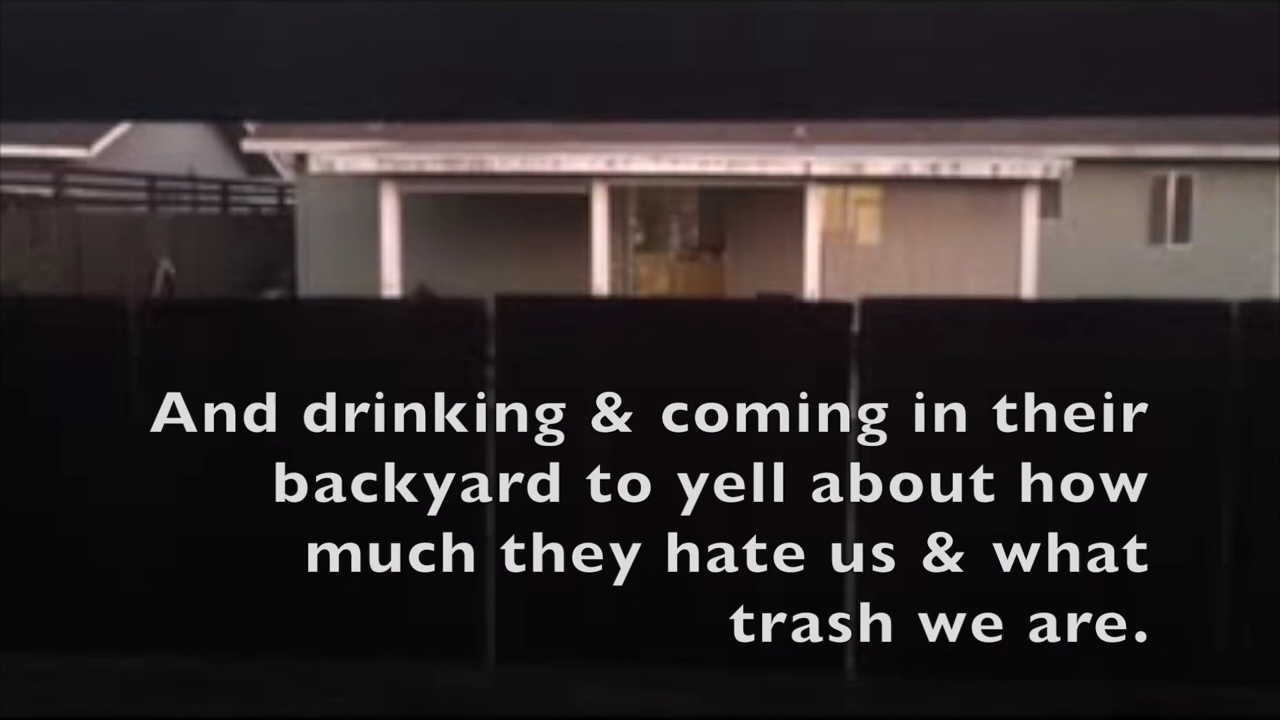 And drinking & coming in their
backyard to yell about how
much they hate us & what
trash we are.